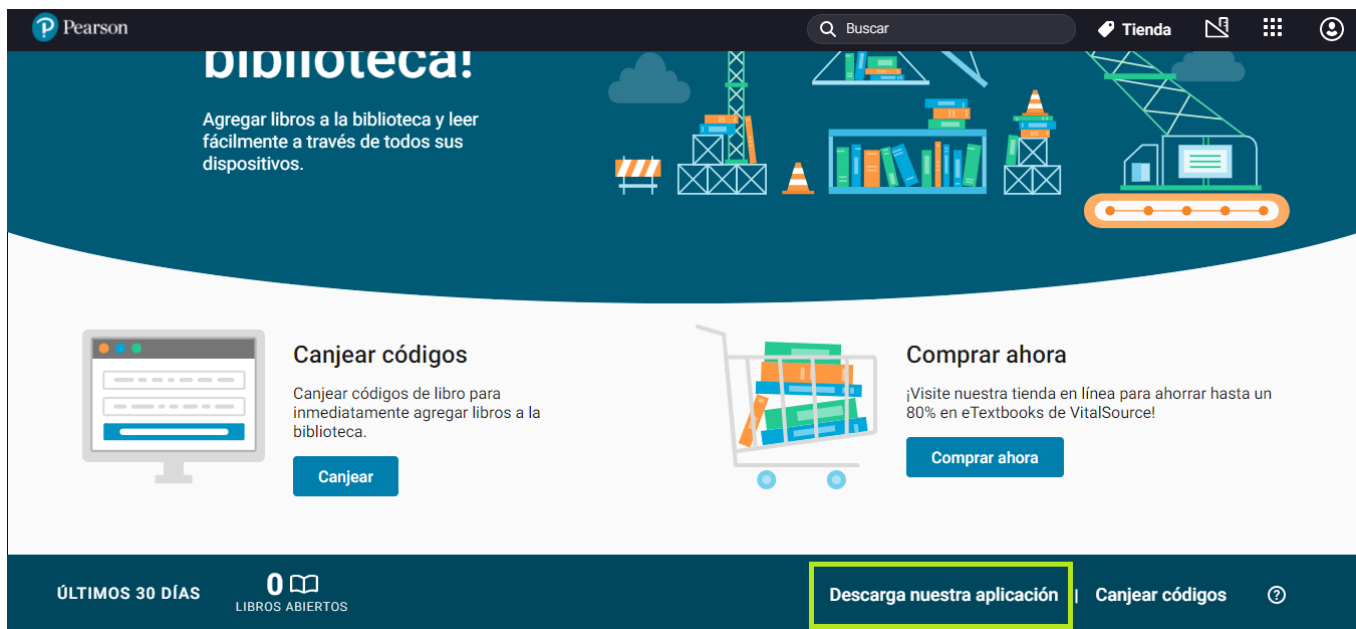 Pearson
Buscar
Tienda
biblioteca!
Agregar libros a la biblioteca y leer
fácilmente a través de todos sus
dispositivos.
Canjear códigos
Canjear códigos de libro para
inmediatamente agregar libros a la
biblioteca.
Canjear
Comprar ahora
¡Visite nuestra tienda en línea para ahorrar hasta un
80% en eTextbooks de VitalSource!
Comprar ahora
ÚLTIMOS 30 DÍAS
0
LIBROS ABIERTOS
Descarga nuestra aplicación | Canjear códigos